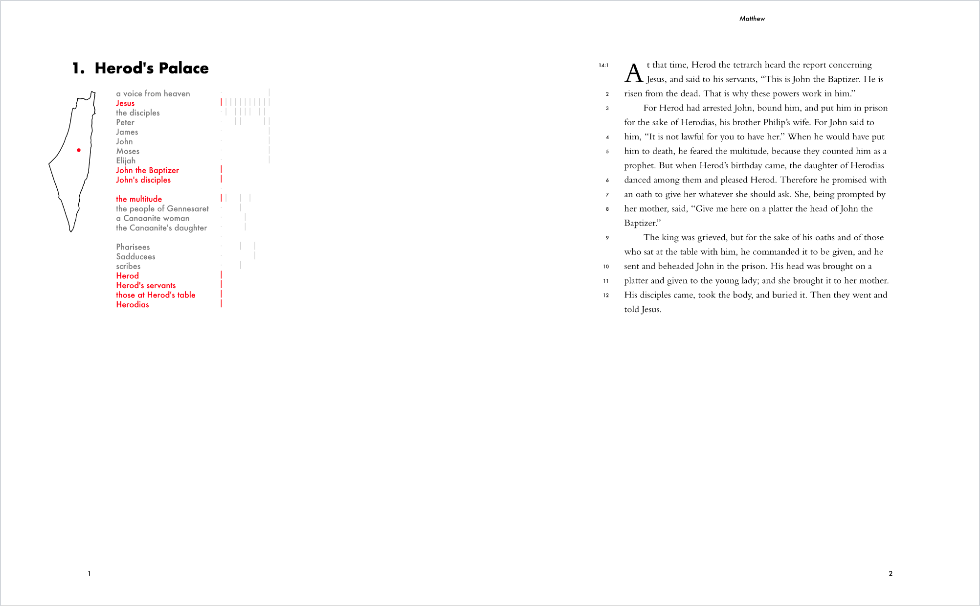 Matthew
1. Herod's Palace
a voice from heaven
Jesus
the disciples
Peter
James
John
Moses
Elijah
John the Baptizer
John's disciples
the multitude
the people of Gennesaret
a Canaanite woman
the Canaanite's daughter
Pharisees
Sadducees
scribes
Herod
Herod's servants
those at Herod's table
Herodias
1
14:1 At that time, Herod the tetrarch heard the report concerning
Jesus, and said to his servants, “This is John the Baptizer. He is
2 risen from the dead. That is why these powers work in him.”
3 For Herod had arrested John, bound him, and put him in prison
for the sake of Herodias, his brother Philip’s wife. For John said to
4 him, “It is not lawful for you to have her.” When he would have put
5 him to death, he feared the multitude, because they counted him as a
prophet. But when Herod’s birthday came, the daughter of Herodias
6 danced among them and pleased Herod. Therefore he promised with
7 an oath to give her whatever she should ask. She, being prompted by
8 her mother, said, “Give me here on a platter the head of John the
Baptizer.”
9 The king was grieved, but for the sake of his oaths and of those
who sat at the table with him, he commanded it to be given, and he
10 sent and beheaded John in the prison. His head was brought on a
11 platter and given to the young lady; and she brought it to her mother.
12 His disciples came, took the body, and buried it. Then they went and
told Jesus.
2